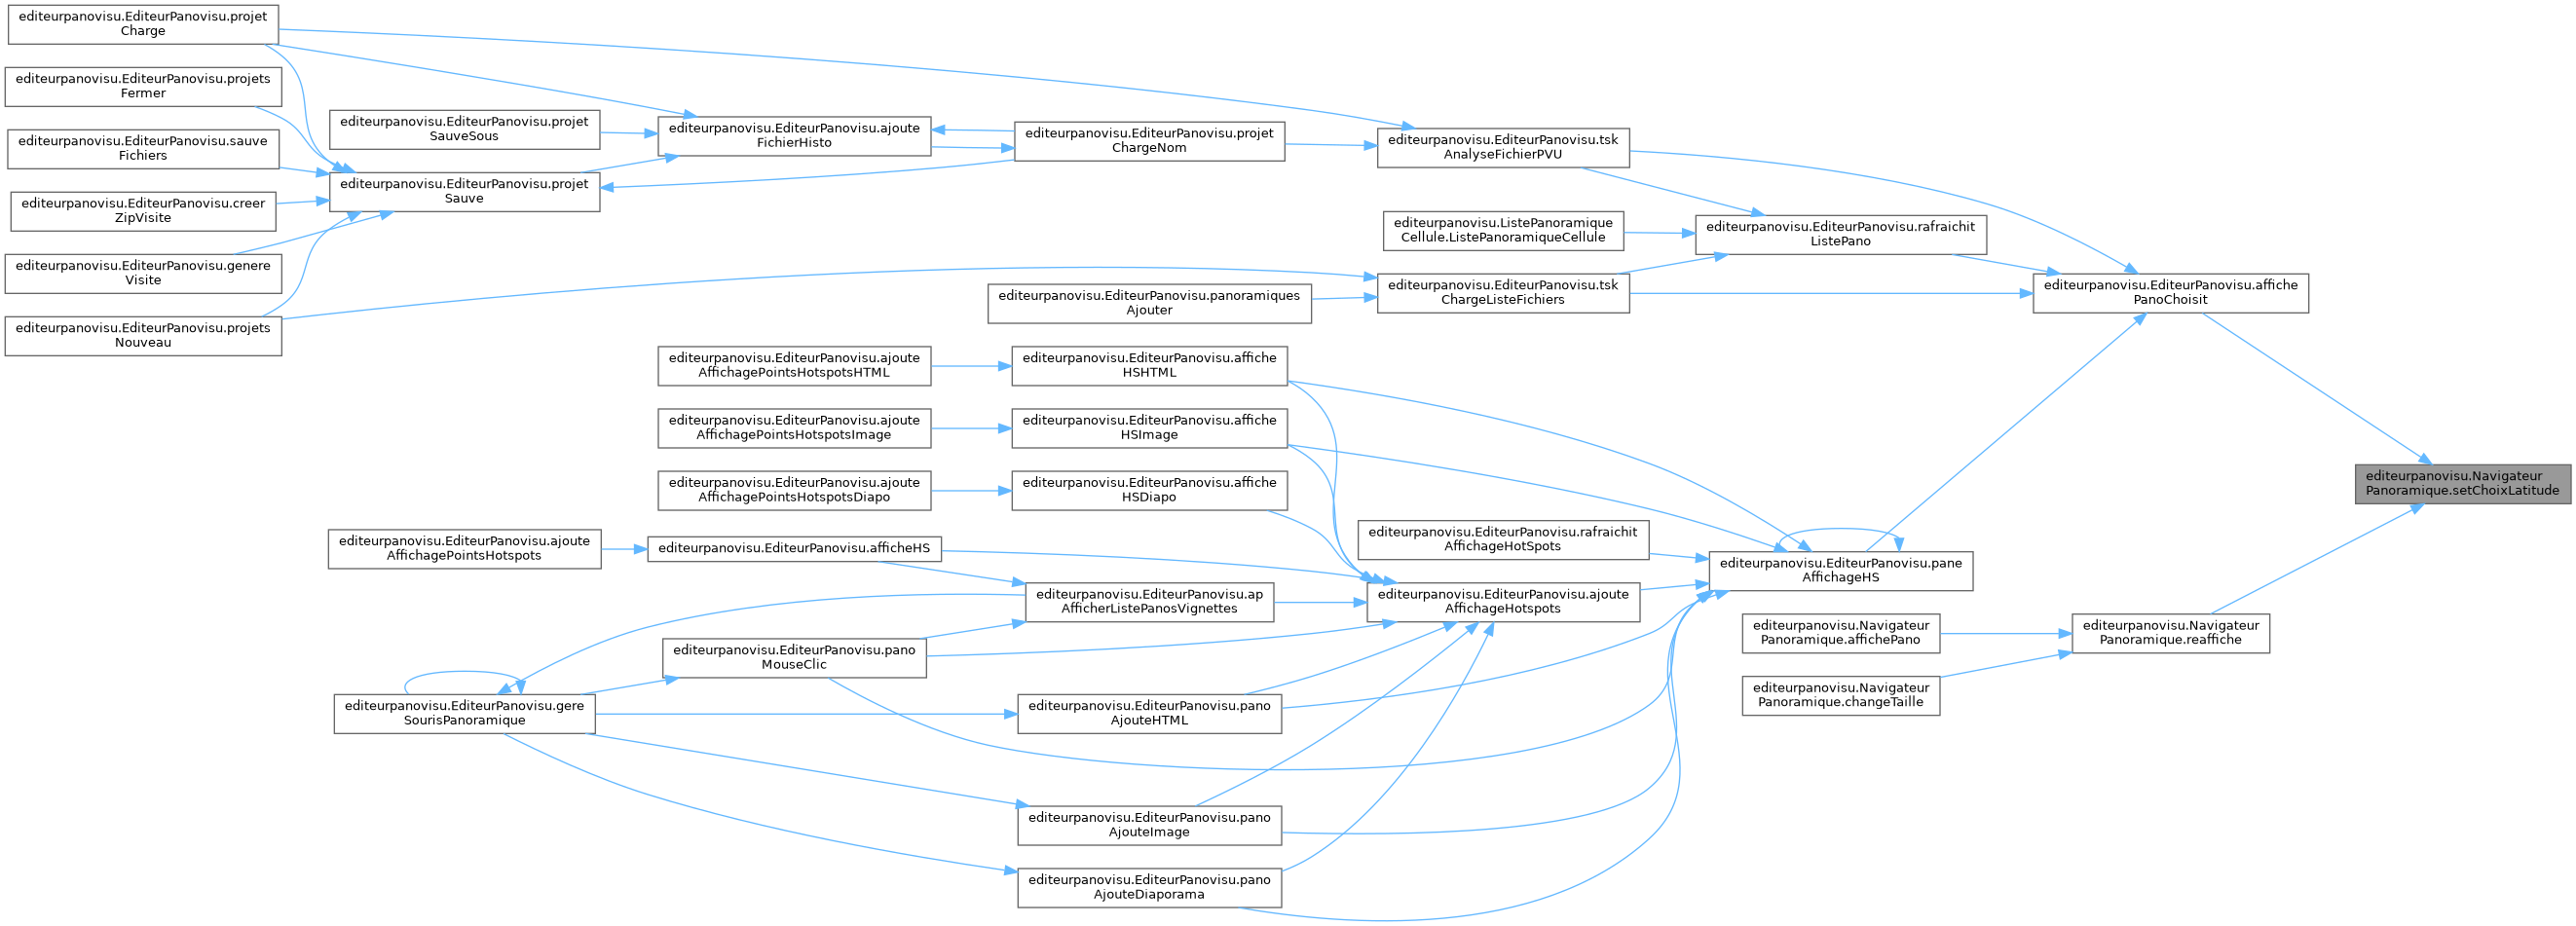 editeurpanovisu.EditeurPanovisu.projet
Charge
editeurpanovisu.EditeurPanovisu.projets
Fermer
editeurpanovisu.EditeurPanovisu.sauve
Fichiers
editeurpanovisu.EditeurPanovisu.creer
ZipVisite
editeurpanovisu.EditeurPanovisu.genere
Visite
editeurpanovisu.EditeurPanovisu.projets
Nouveau
editeurpanovisu.EditeurPanovisu.projet
SauveSous
editeurpanovisu.EditeurPanovisu.projet
Sauve
editeurpanovisu.EditeurPanovisu.ajoute
FichierHisto
editeurpanovisu.EditeurPanovisu.projet
ChargeNom
editeurpanovisu.EditeurPanovisu.tsk
AnalyseFichierPVU
editeurpanovisu.ListePanoramique
Cellule.ListePanoramiqueCellule
editeurpanovisu.EditeurPanovisu.rafraichit
ListePano
editeurpanovisu.EditeurPanovisu.tsk
ChargeListeFichiers
editeurpanovisu.EditeurPanovisu.panoramiques
Ajouter
editeurpanovisu.EditeurPanovisu.affiche
PanoChoisit
editeurpanovisu.EditeurPanovisu.ajoute
AffichagePointsHotspotsHTML
editeurpanovisu.EditeurPanovisu.affiche
HSHTML
editeurpanovisu.EditeurPanovisu.ajoute
AffichagePointsHotspotsImage
editeurpanovisu.EditeurPanovisu.affiche
HSImage
editeurpanovisu.EditeurPanovisu.ajoute
AffichagePointsHotspotsDiapo
editeurpanovisu.EditeurPanovisu.affiche
HSDiapo
editeurpanovisu.Navigateur
Panoramique.setChoixLatitude
editeurpanovisu.EditeurPanovisu.ajoute
AffichagePointsHotspots
editeurpanovisu.EditeurPanovisu.afficheHS
editeurpanovisu.EditeurPanovisu.rafraichit
AffichageHotSpots
editeurpanovisu.EditeurPanovisu.pane
AffichageHS
editeurpanovisu.EditeurPanovisu.ap
AfficherListePanosVignettes
editeurpanovisu.EditeurPanovisu.ajoute
AffichageHotspots
editeurpanovisu.Navigateur
Panoramique.affichePano
editeurpanovisu.Navigateur
Panoramique.reaffiche
editeurpanovisu.EditeurPanovisu.pano
MouseClic
editeurpanovisu.Navigateur
Panoramique.changeTaille
editeurpanovisu.EditeurPanovisu.gere
SourisPanoramique
editeurpanovisu.EditeurPanovisu.pano
AjouteHTML
editeurpanovisu.EditeurPanovisu.pano
AjouteImage
editeurpanovisu.EditeurPanovisu.pano
AjouteDiaporama